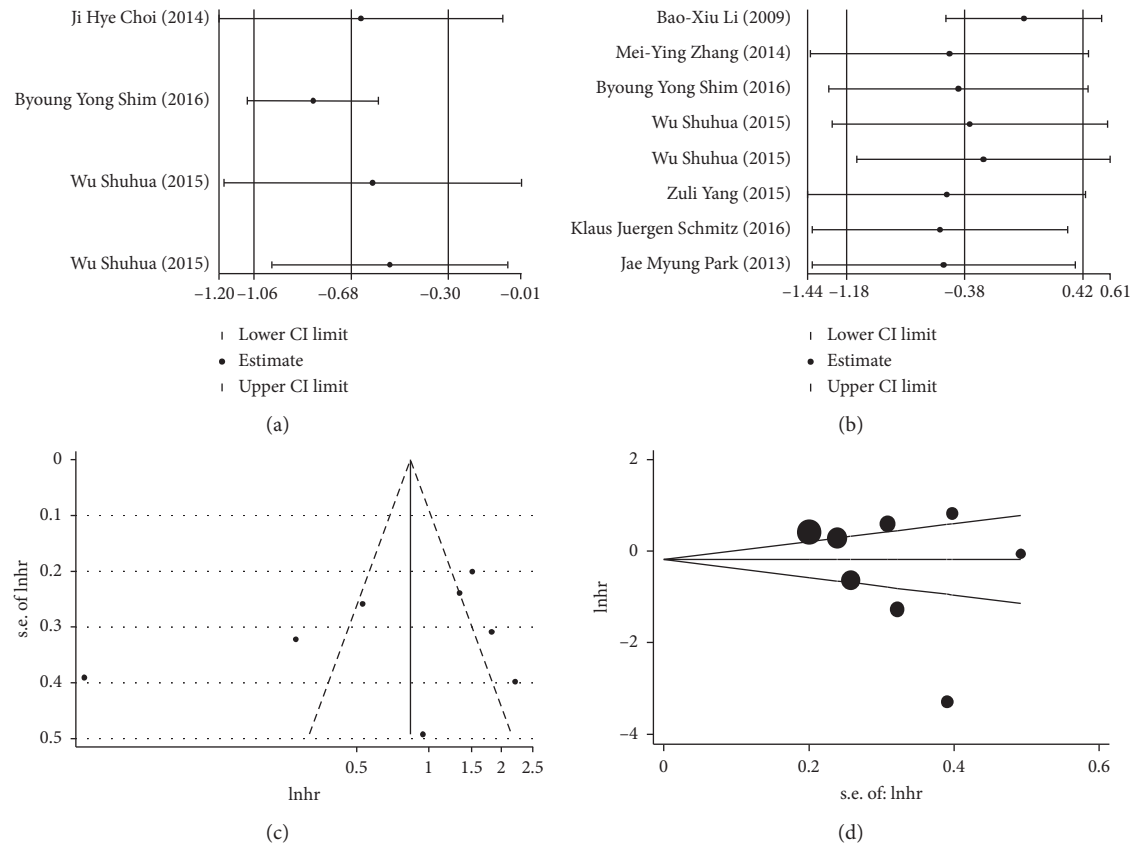 Ji Hye Choi (2014)
Byoung Yong Shim (2016)
Wu Shuhua (2015)
Wu Shuhua (2015)
−1.20 −1.06 −0.68 −0.30 −0.01
Lower CI limit
Estimate
Upper CI limit
(a)
Bao-Xiu Li (2009)
Mei-Ying Zhang (2014)
Byoung Yong Shim (2016)
Wu Shuhua (2015)
Wu Shuhua (2015)
Zuli Yang (2015)
Klaus Juergen Schmitz (2016)
Jae Myung Park (2013)
−1.44 −1.18 −0.38 0.42 0.61
Lower CI limit
Estimate
Upper CI limit
(b)
s.e. of lnhr
0
0.1
0.2
0.3
0.4
0.5
0.5 1 1.5 2 2.5
lnhr
(c)
lnhr
2
0
−2
−4
0 0.2 0.4 0.6
s.e. of: lnhr
(d)